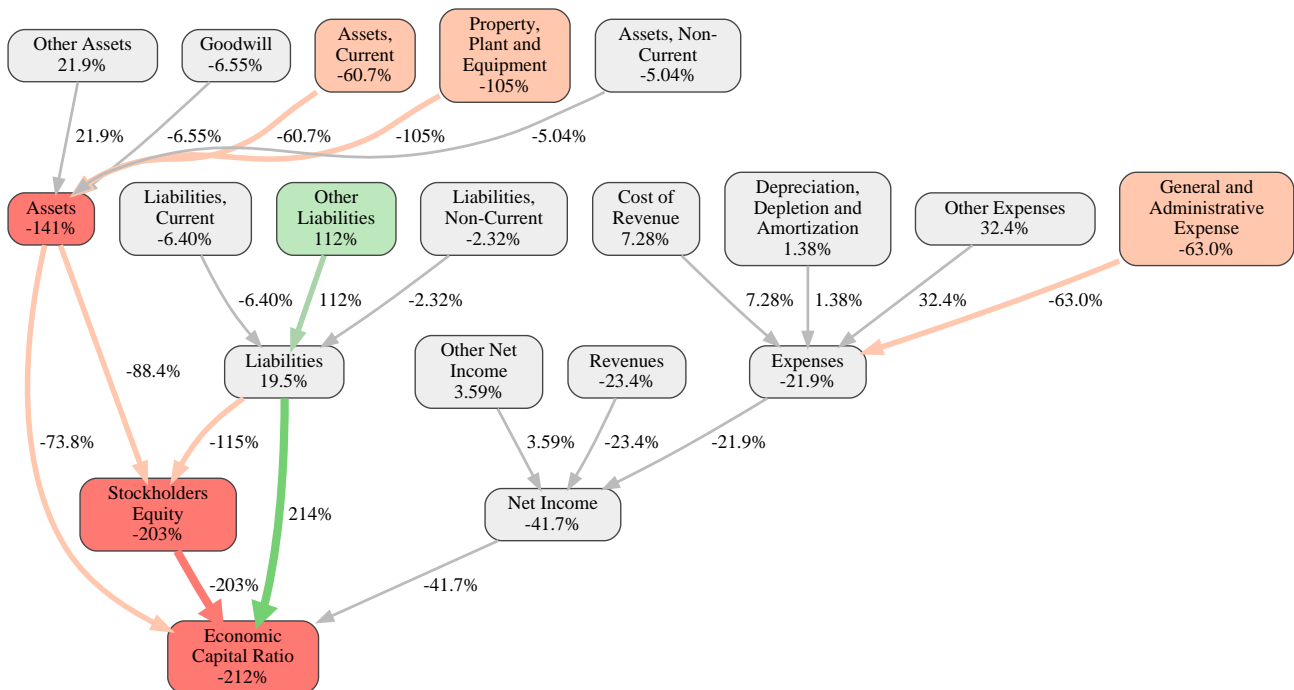 Other Assets
21.9%
Goodwill
-6.55%
Assets,
Current
-60.7%
Property,
Plant and
Equipment
-105%
Assets, Non-
Current
-5.04%
21.9%
-6.55%
-60.7%
-105%
-5.04%
Assets
-141%
Liabilities,
Current
-6.40%
Other
Liabilities
112%
Liabilities,
Non-Current
-2.32%
Cost of
Revenue
7.28%
Depreciation,
Depletion and
Amortization
1.38%
Other Expenses
32.4%
General and
Administrative
Expense
-63.0%
-6.40%
112%
-2.32%
7.28%
1.38%
32.4%
-63.0%
-88.4%
Liabilities
19.5%
Other Net
Income
3.59%
Revenues
-23.4%
Expenses
-21.9%
-73.8%
-115%
3.59%
-23.4%
-21.9%
Stockholders
Equity
-203%
214%
Net Income
-41.7%
-203%
-41.7%
Economic
Capital Ratio
-212%